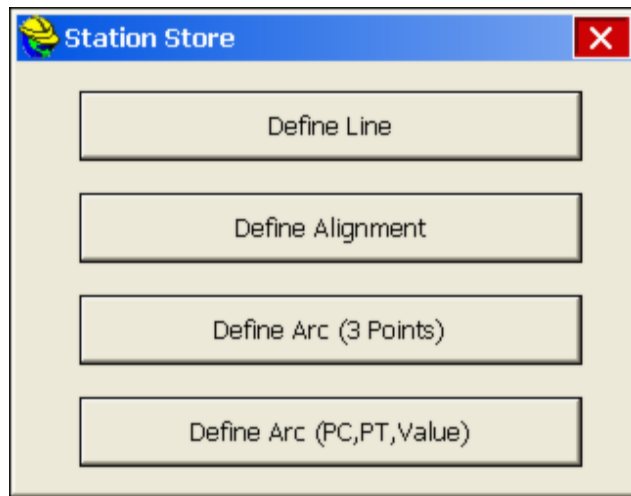 Station Store
Define Line
Define Alignment
Define Arc (3 Points)
Define Arc (PC,PT,Value)